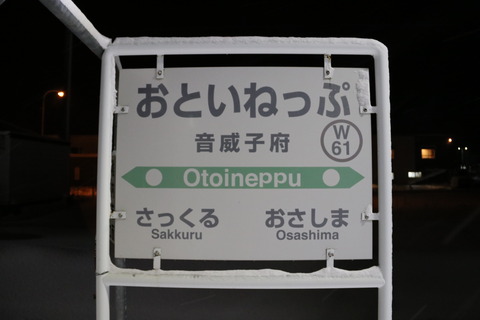 おといねっぷ
音威子府
W
61
Otoineppu
さっくる おさしま
Sakkuru Osashima